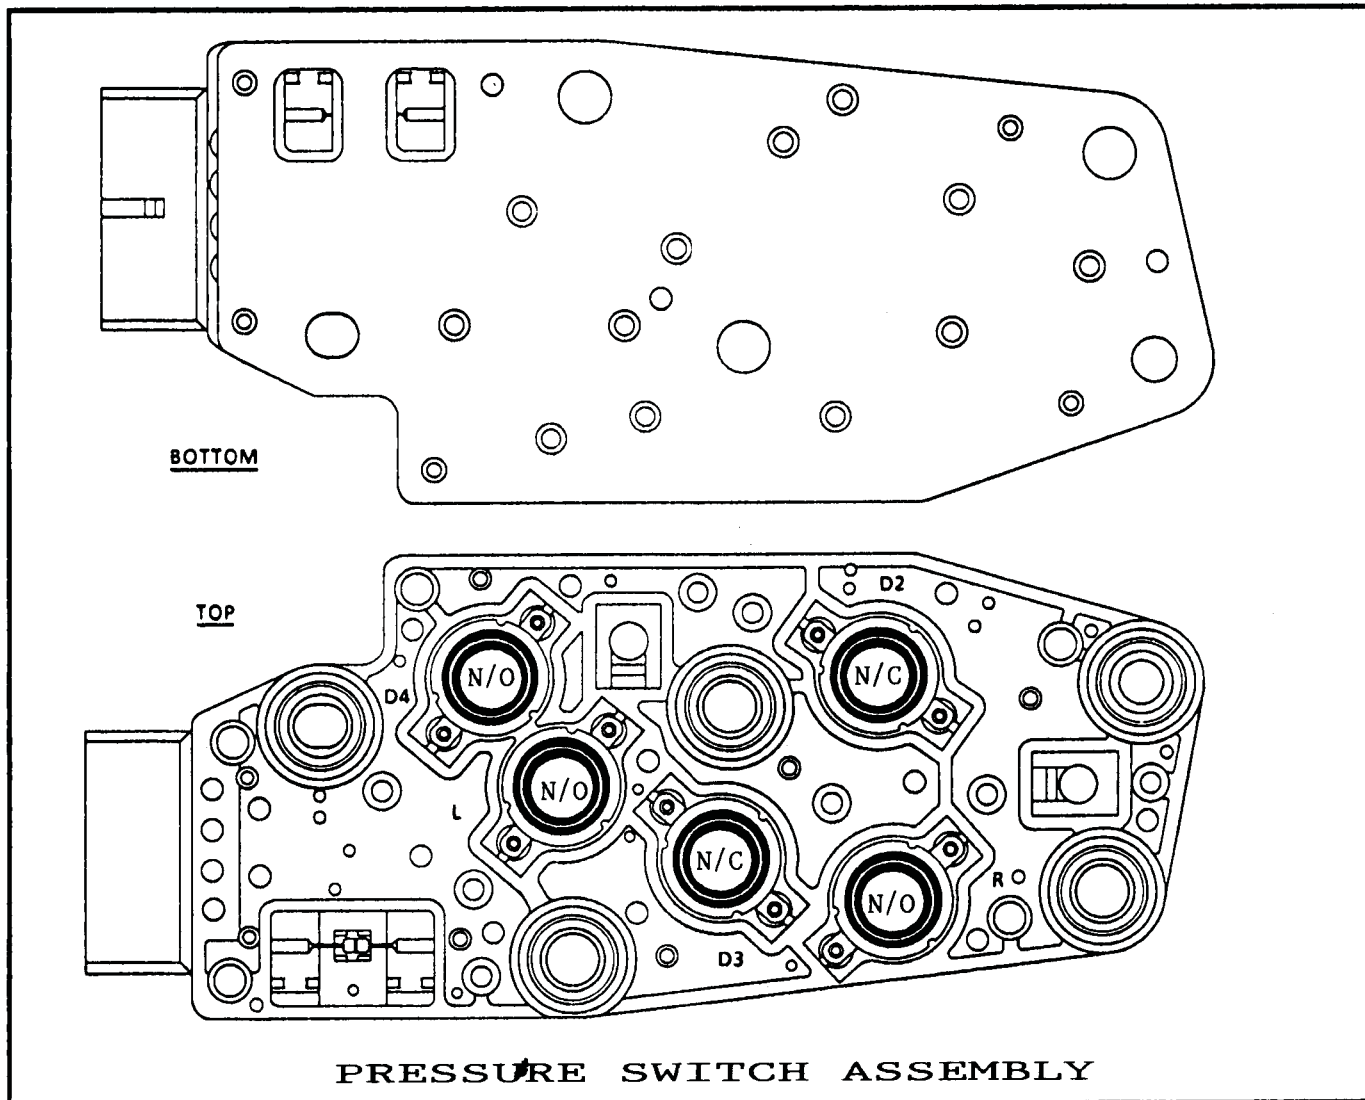 BOTTOM
TOP
D2
N/O
N/C
D4
N/O
L
N/C
N/O
R
D3
PRESSURE SWITCH ASSEMBLY